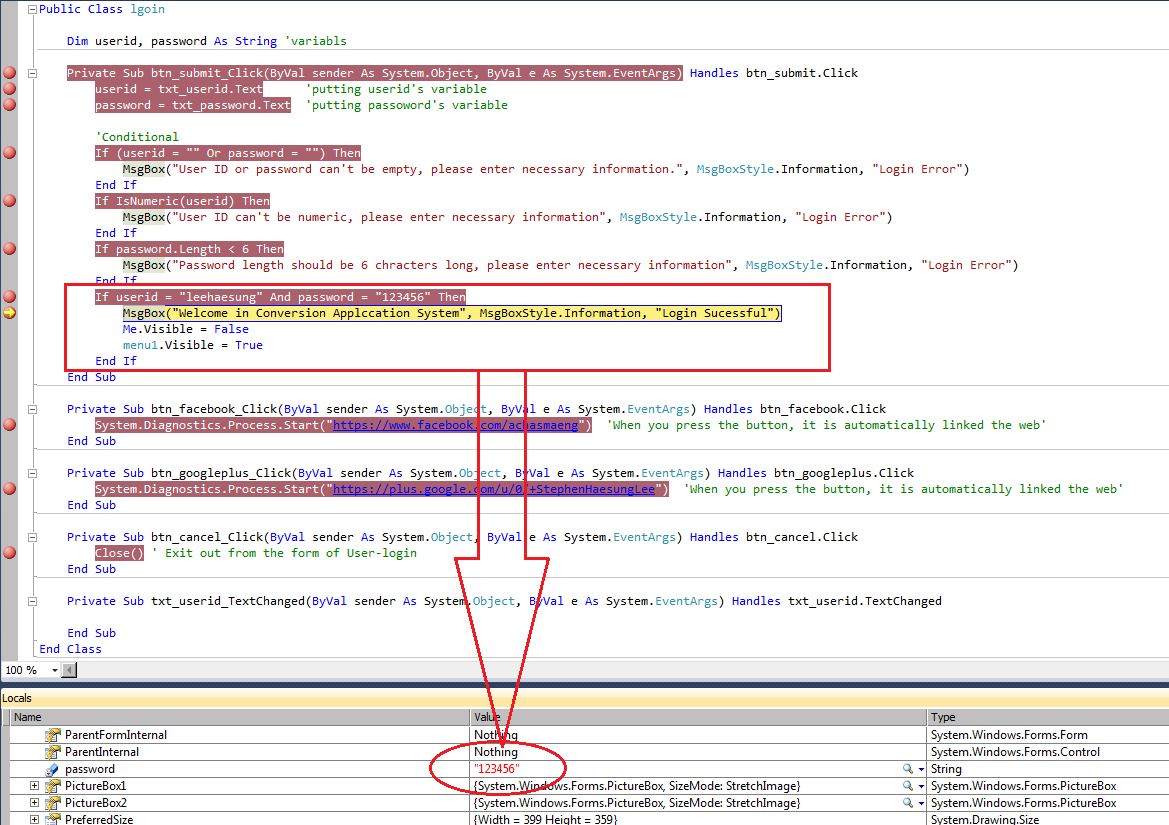 Public Class lgoin
Dim userid, password As String 'variabls
Private Sub btn_submit_Click(ByVal sender As System.Object, ByVal e As System.EventArgs) Handles btn_submit.Click
userid = txt_userid.Text 'putting userid's variable
password = txt_password.Text 'putting passoword's variable
'Conditional
If (userid = "" Or password = "") Then
MsgBox("User ID or password can't be empty, please enter necessary information.", MsgBoxStyle.Information, "Login Error")
End If
If IsNumeric(userid) Then
MsgBox("User ID can't be numeric, please enter necessary information", MsgBoxStyle.Information, "Login Error")
End If
If password.Length < 6 Then
MsgBox("Password length should be 6 chracters long, please enter necessary information", MsgBoxStyle.Information, "Login Error")
End If
If userid = "leehaesung" And password = "123456" Then
MsgBox("Welcome in Conversion Applccation System", MsgBoxStyle.Information, "Login Sucessful")
Me.Visible = False
menu1.Visible = True
End If
End Sub
Private Sub btn_facebook_Click(ByVal sender As System.Object, ByVal e As System.EventArgs) Handles btn_facebook.Click
System.Diagnostics.Process.Start("https://www.facebook.com/achasmaeng") 'When you press the button, it is automatically linked the web'
End Sub
Private Sub btn_googleplus_Click(ByVal sender As System.Object, ByVal e As System.EventArgs) Handles btn_googleplus.Click
System.Diagnostics.Process.Start("https://plus.google.com/u/0/+StephenHaesungLee") 'When you press the button, it is automatically linked the web'
End Sub
Private Sub btn_cancel_Click(ByVal sender As System.Object, ByVal e As System.EventArgs) Handles btn_cancel.Click
Close() ' Exit out from the form of User-login
End Sub
Private Sub txt_userid_TextChanged(ByVal sender As System.Object, ByVal e As System.EventArgs) Handles txt_userid.TextChanged
End Sub
End Class
100 %
Locals
Name Value Type
ParentFormInternal Nothing System.Windows.Forms.Form
ParentInternal Nothing System.Windows.Forms.Control
password "123456" String
PictureBox1 {System.Windows.Forms.PictureBox, SizeMode: StretchImage} System.Windows.Forms.PictureBox
PictureBox2 {System.Windows.Forms.PictureBox, SizeMode: StretchImage} System.Windows.Forms.PictureBox
PreferredSize {Width = 399 Height = 359} System.Drawing.Size